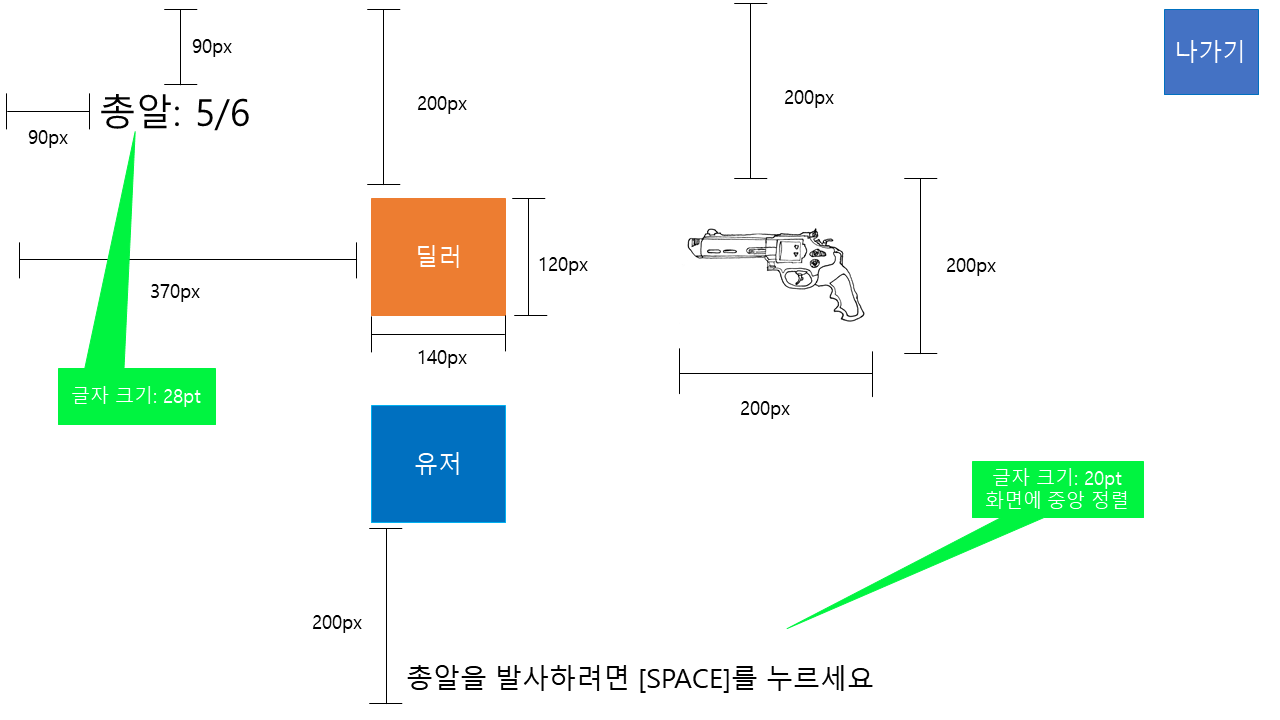 90px
나가기
200px
200px
총알: 5/6
90px
딜러
120px
200px
370px
140px
글자 크기: 28pt
200px
유저
글자 크기: 20pt
화면에 중앙 정렬
200px
총알을 발사하려면 [SPACE]를 누르세요